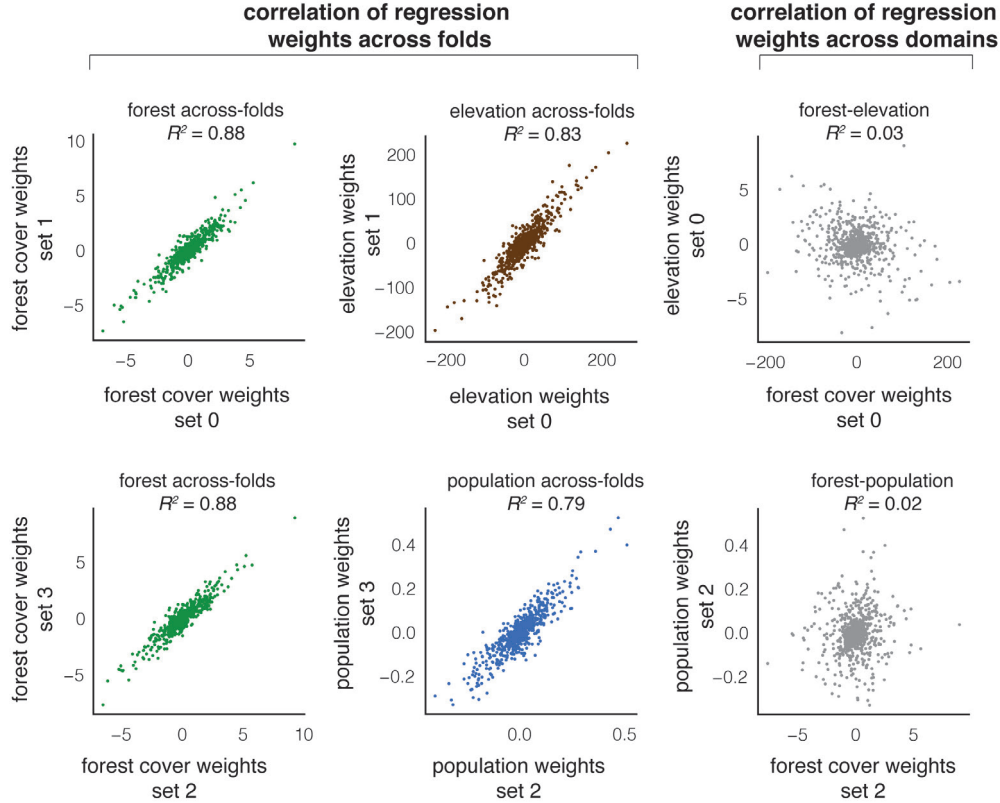 correlation of regression
weights across folds
correlation of regression
weights across domains
forest across-folds
R² = 0.88
10
5
0
−5
forest cover weights
set 1
−5
0
5
forest cover weights
set 0
elevation across-folds
R² = 0.83
200
100
0
−100
−200
elevation weights
set 1
−200
0
200
elevation weights
set 0
forest-elevation
R² = 0.03
5
0
−5
elevation weights
set 0
−200
0
200
forest cover weights
set 0
forest across-folds
R² = 0.88
5
0
−5
forest cover weights
set 3
−5
0
5
10
forest cover weights
set 2
population across-folds
R² = 0.79
0.4
0.2
0.0
−0.2
population weights
set 3
0.0
0.5
population weights
set 2
forest-population
R² = 0.02
0.4
0.2
0.0
−0.2
population weights
set 2
−5
0
5
forest cover weights
set 2